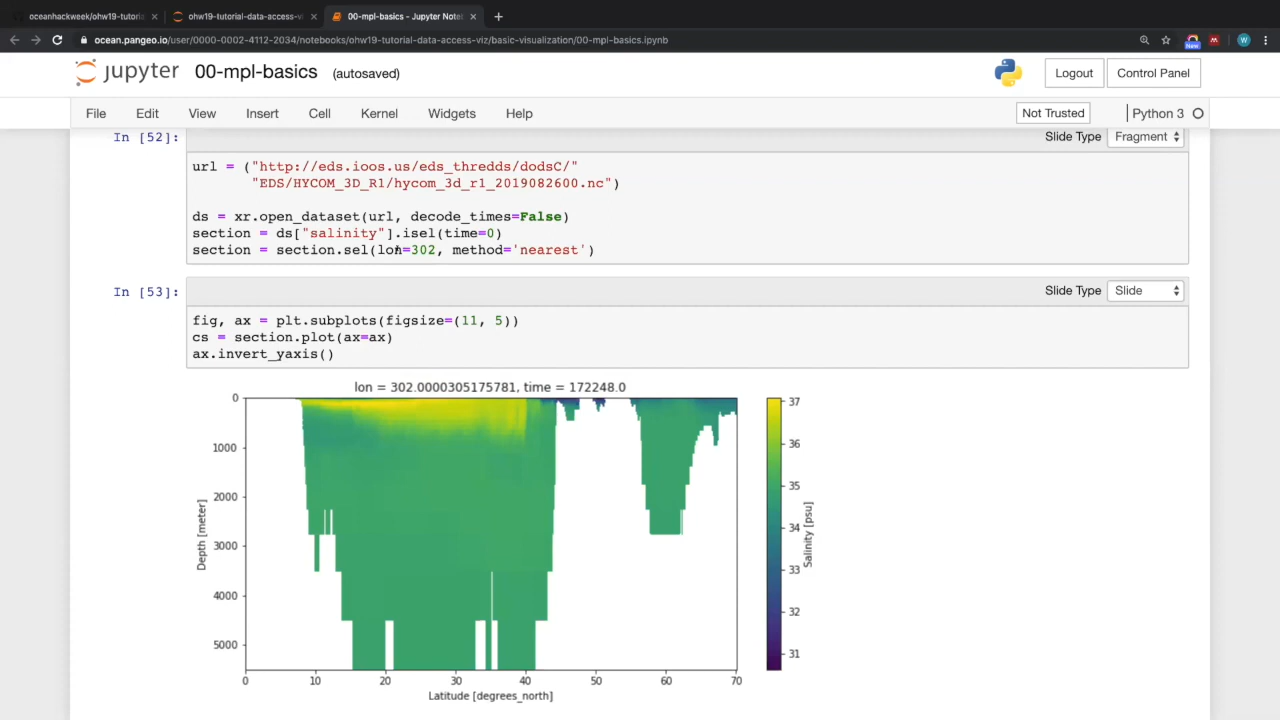 oceanhackweek/ohw19-tutoria
ohw19-tutorial-data-access-vi
00-mpl-basics - Jupyter Note
ocean.pangeo.io/user/0000-0002-4112-2034/notebooks/ohw19-tutorial-data-access-viz/basic-visualization/00-mpl-basics.ipynb
New
W
jupyter 00-mpl-basics (autosaved)
Logout
Control Panel
File Edit View Insert Cell Kernel Widgets Help
Not Trusted
Python 3
In [52]:
Slide Type Fragment
url = ("http://eds.ioos.us/eds_thredds/dodsC/"
"EDS/HYCOM_3D_R1/hycom_3d_r1_2019082600.nc")
ds = xr.open_dataset(url, decode_times=False)
section = ds["salinity"].isel(time=0)
section = section.sel(lon=302, method='nearest')
In [53]:
Slide Type Slide
fig, ax = plt.subplots(figsize=(11, 5))
cs = section.plot(ax=ax)
ax.invert_yaxis()
lon = 302.0000305175781, time = 172248.0
0
1000
2000
3000
4000
5000
Depth [meter]
0 10 20 30 40 50 60 70
Latitude [degrees_north]
37
36
35
34
33
32
31
Salinity [psu]